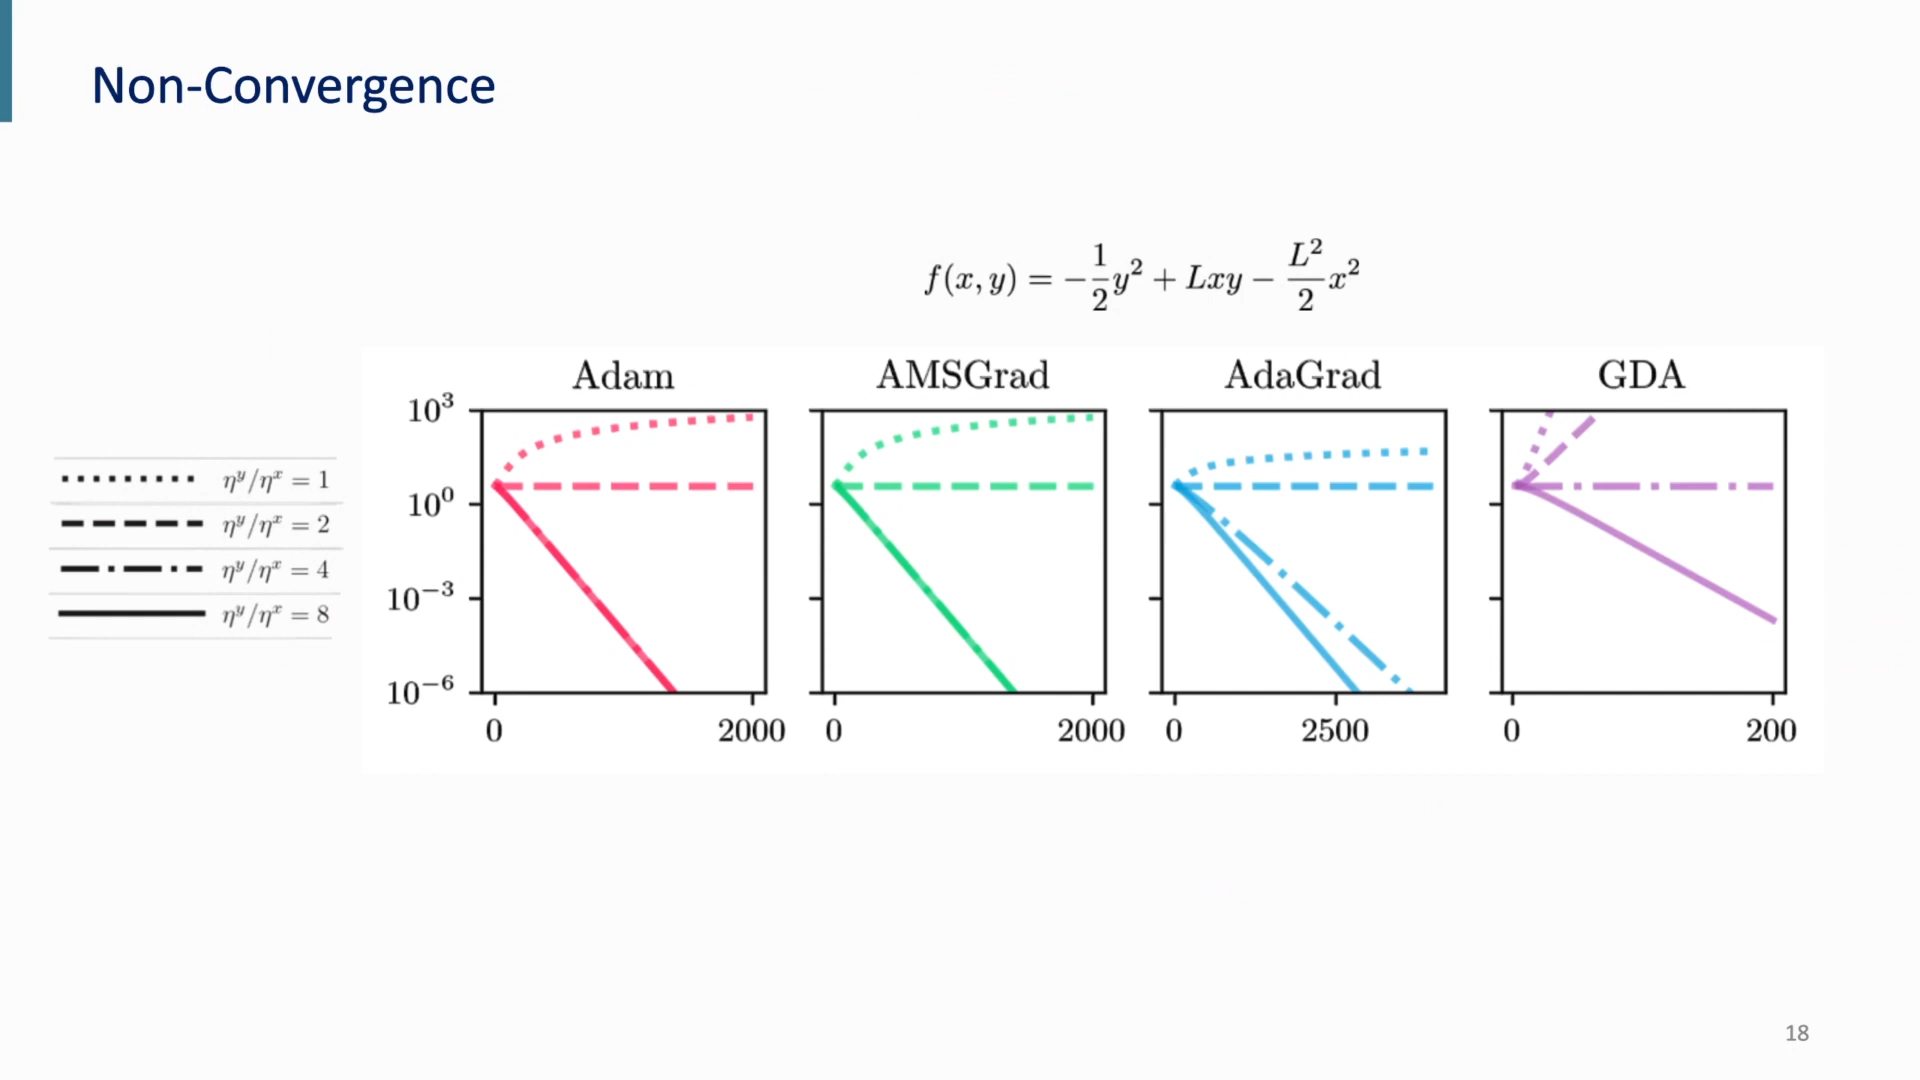 Non-Convergence
f(x, y) = −\frac{1}{2}y² + Lxy − \frac{L²}{2}x²
Adam AMSGrad AdaGrad GDA
10³
10⁰
10⁻³
10⁻⁶
ηʸ/ηˣ = 1
ηʸ/ηˣ = 2
ηʸ/ηˣ = 4
ηʸ/ηˣ = 8
0 2000 0 2000 0 2500 0 200
18